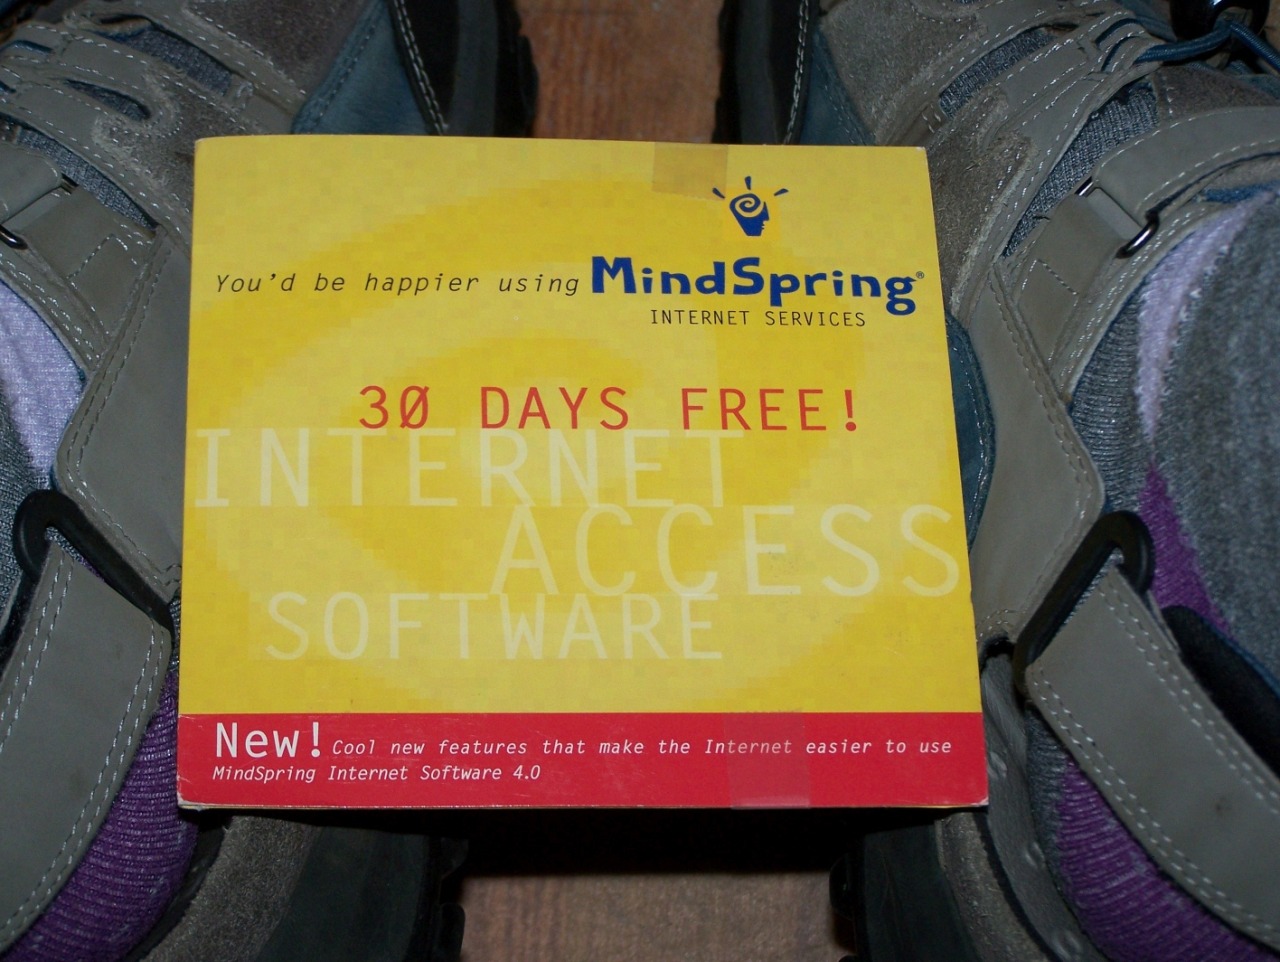 You'd be happier using MindSpring®
INTERNET SERVICES
30 DAYS FREE!
INTERNET
ACCESS
SOFTWARE
New! Cool new features that make the Internet easier to use
MindSpring Internet Software 4.0